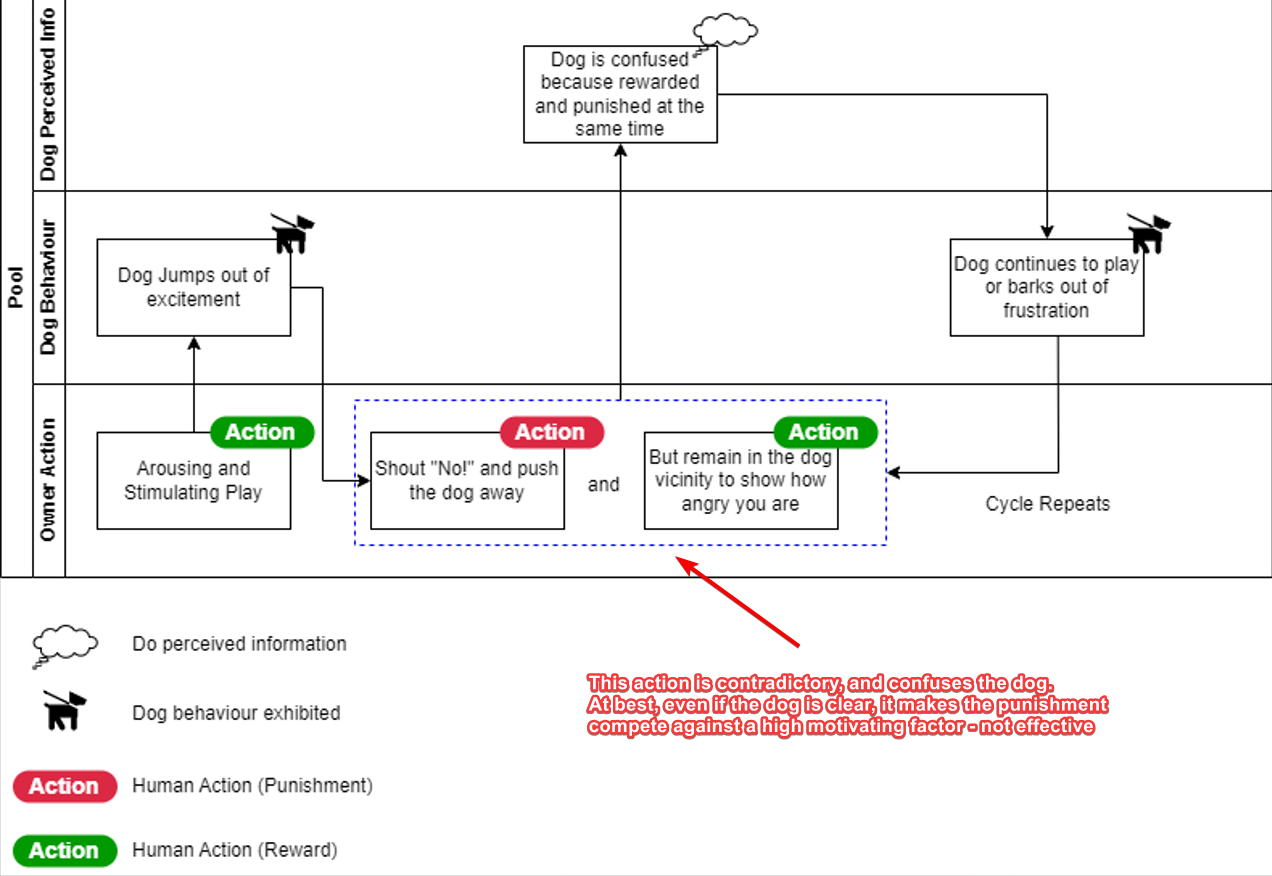 Pool
Dog Perceived Info
Dog is confused
because rewarded
and punished at the
same time
Dog Behaviour
Dog Jumps out of
excitement
Dog continues to play
or barks out of
frustration
Owner Action
Action
Arousing and
Stimulating Play
Action
Shout "No!" and push
the dog away
and
Action
But remain in the dog
vicinity to show how
angry you are
Cycle Repeats
Do perceived information
Dog behaviour exhibited
Action
Human Action (Punishment)
Action
Human Action (Reward)
This action is contradictory, and confuses the dog.
At best, even if the dog is clear, it makes the punishment
compete against a high motivating factor - not effective